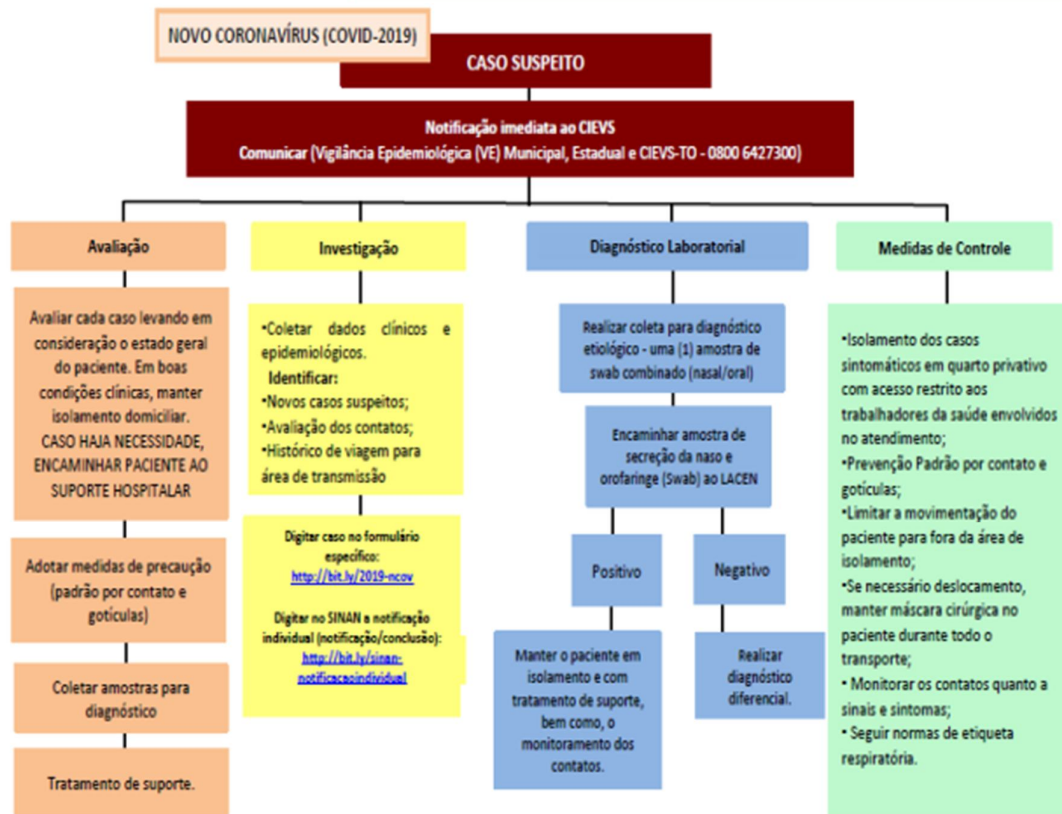 NOVO CORONAVÍRUS (COVID-2019)
CASO SUSPEITO
Notificação imediata ao CIEVS
Comunicar (Vigilância Epidemiológica (VE) Municipal, Estadual e CIEVS-TO - 0800 6427300)
Avaliação
Avaliar cada caso levando em
consideração o estado geral
do paciente. Em boas
condições clínicas, manter
isolamento domiciliar.
CASO HAJA NECESSIDADE,
ENCAMINHAR PACIENTE AO
SUPORTE HOSPITALAR
Adotar medidas de precaução
(padrão por contato e
gotículas)
Coletar amostras para
diagnóstico
Tratamento de suporte.
Investigação
•Coletar dados clínicos e
epidemiológicos.
Identificar:
•Novos casos suspeitos;
•Avaliação dos contatos;
•Histórico de viagem para
área de transmissão
Digitar caso no formulário
específico:
http://bit.ly/2019-ncov
Digitar no SINAN a notificação
individual (notificação/conclusão):
http://bit.ly/sinan-
notificacaoindividual
Diagnóstico Laboratorial
Realizar coleta para diagnóstico
etiológico - uma (1) amostra de
swab combinado (nasal/oral)
Encaminhar amostra de
secreção da naso e
orofaringe (Swab) ao LACEN
Positivo
Negativo
Manter o paciente em
isolamento e com
tratamento de suporte,
bem como, o
monitoramento dos
contatos.
Realizar
diagnóstico
diferencial.
Medidas de Controle
•Isolamento dos casos
sintomáticos em quarto privativo
com acesso restrito aos
trabalhadores da saúde envolvidos
no atendimento;
•Prevenção Padrão por contato e
gotículas;
•Limitar a movimentação do
paciente para fora da área de
isolamento;
•Se necessário deslocamento,
manter máscara cirúrgica no
paciente durante todo o
transporte;
• Monitorar os contatos quanto a
sinais e sintomas;
• Seguir normas de etiqueta
respiratória.